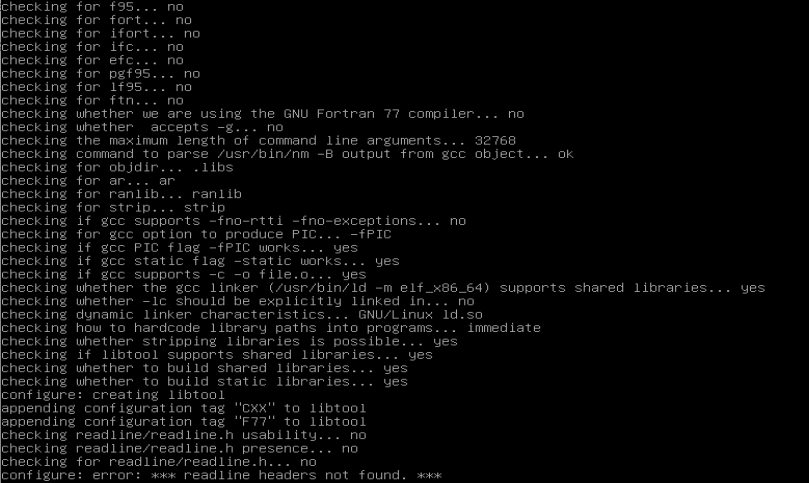 checking for f95... no
checking for fort... no
checking for ifort... no
checking for ifc... no
checking for efc... no
checking for pgf95... no
checking for lf95... no
checking for ftn... no
checking whether we are using the GNU Fortran 77 compiler... no
checking whether  accepts -g... no
checking the maximum length of command line arguments... 32768
checking command to parse /usr/bin/nm -B output from gcc object... ok
checking for objdir... .libs
checking for ar... ar
checking for ranlib... ranlib
checking for strip... strip
checking if gcc supports -fno-rtti -fno-exceptions... no
checking for gcc option to produce PIC... -fPIC
checking if gcc PIC flag -fPIC works... yes
checking if gcc static flag -static works... yes
checking if gcc supports -c -o file.o... yes
checking whether the gcc linker (/usr/bin/ld -m elf_x86_64) supports shared libraries... yes
checking whether -lc should be explicitly linked in... no
checking dynamic linker characteristics... GNU/Linux ld.so
checking how to hardcode library paths into programs... immediate
checking whether stripping libraries is possible... yes
checking if libtool supports shared libraries... yes
checking whether to build shared libraries... yes
checking whether to build static libraries... yes
configure: creating libtool
appending configuration tag "CXX" to libtool
appending configuration tag "F77" to libtool
checking readline/readline.h usability... no
checking readline/readline.h presence... no
checking for readline/readline.h... no
configure: error: *** readline headers not found. ***